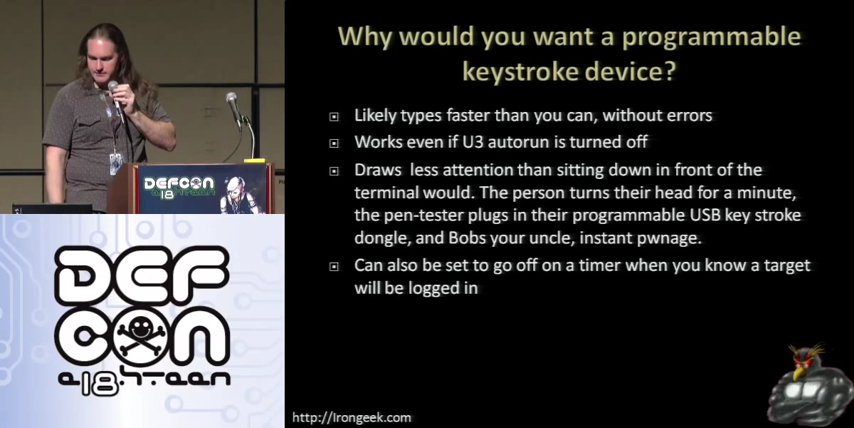 Why would you want a programmable
keystroke device?
Likely types faster than you can, without errors
Works even if U3 autorun is turned off
Draws less attention than sitting down in front of the
terminal would. The person turns their head for a minute,
the pen-tester plugs in their programmable USB key stroke
dongle, and Bobs your uncle, instant pwnage.
Can also be set to go off on a timer when you know a target
will be logged in
DEFCON
18
DEF
CON
e18hteen
http://Irongeek.com